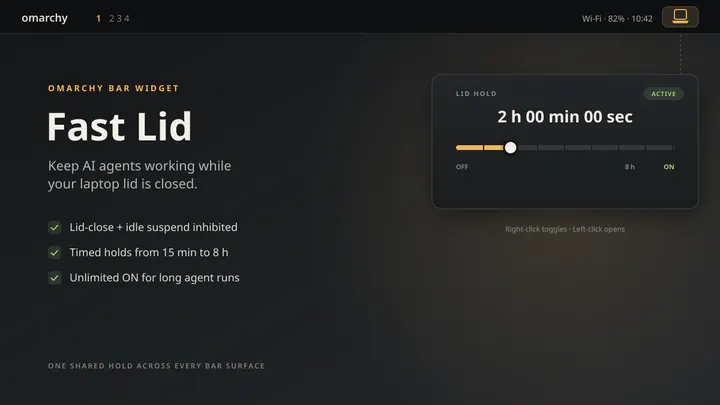 omarchy 1 2 3 4 Wi-Fi · 82% · 10:42
OMARCHY BAR WIDGET
Fast Lid
Keep AI agents working while
your laptop lid is closed.
Lid-close + idle suspend inhibited
Timed holds from 15 min to 8 h
Unlimited ON for long agent runs
ONE SHARED HOLD ACROSS EVERY BAR SURFACE
LID HOLD ACTIVE
2 h 00 min 00 sec
OFF 8 h ON
Right-click toggles · Left-click opens